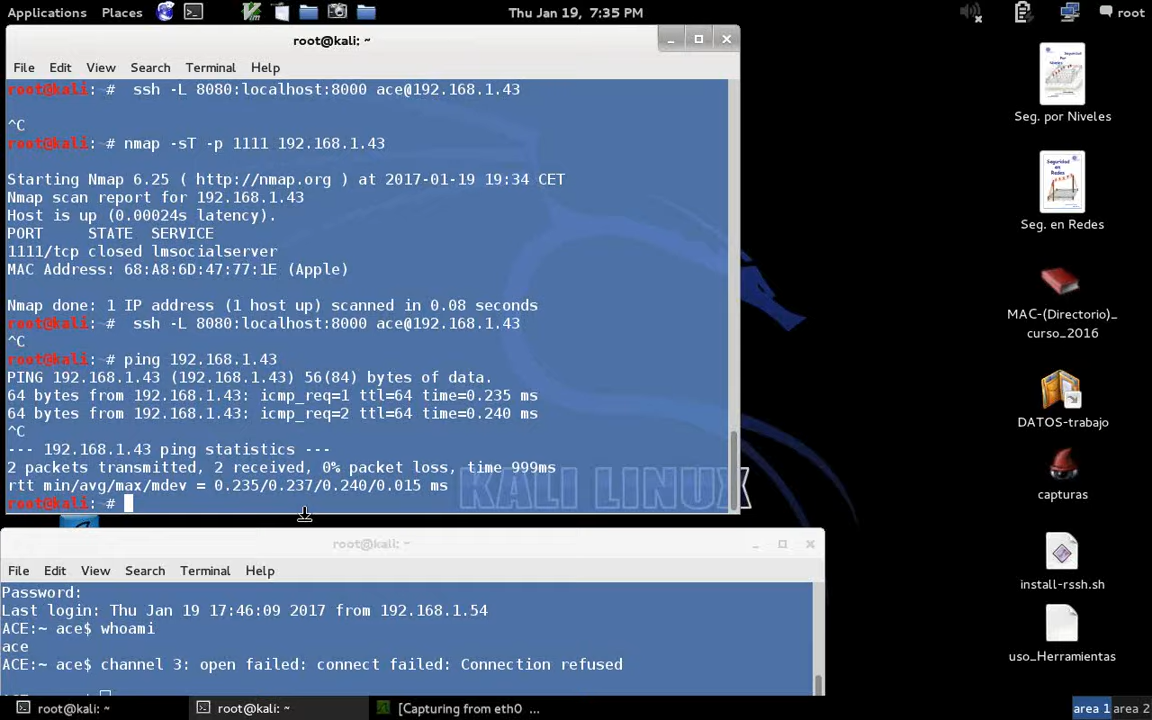 Applications Places Thu Jan 19, 7:35 PM root
root@kali: ~
File Edit View Search Terminal Help
root@kali:~# ssh -L 8080:localhost:8000 ace@192.168.1.43
^C
root@kali:~# nmap -sT -p 1111 192.168.1.43
Starting Nmap 6.25 ( http://nmap.org ) at 2017-01-19 19:34 CET
Nmap scan report for 192.168.1.43
Host is up (0.00024s latency).
PORT STATE SERVICE
1111/tcp closed lmsocialserver
MAC Address: 68:A8:6D:47:77:1E (Apple)
Nmap done: 1 IP address (1 host up) scanned in 0.08 seconds
root@kali:~# ssh -L 8080:localhost:8000 ace@192.168.1.43
^C
root@kali:~# ping 192.168.1.43
PING 192.168.1.43 (192.168.1.43) 56(84) bytes of data.
64 bytes from 192.168.1.43: icmp_req=1 ttl=64 time=0.235 ms
64 bytes from 192.168.1.43: icmp_req=2 ttl=64 time=0.240 ms
^C
--- 192.168.1.43 ping statistics ---
2 packets transmitted, 2 received, 0% packet loss, time 999ms
rtt min/avg/max/mdev = 0.235/0.237/0.240/0.015 ms
root@kali:~#
KALI LINUX
root@kali: ~
File Edit View Search Terminal Help
Password:
Last login: Thu Jan 19 17:46:09 2017 from 192.168.1.54
ACE:~ ace$ whoami
ace
ACE:~ ace$ channel 3: open failed: connect failed: Connection refused
Seg. por Niveles
Seg. en Redes
MAC-(Directorio)_
curso_2016
DATOS-trabajo
capturas
install-rssh.sh
uso_Herramientas
root@kali: ~
root@kali: ~
[Capturing from eth0 ...
area 1 area 2